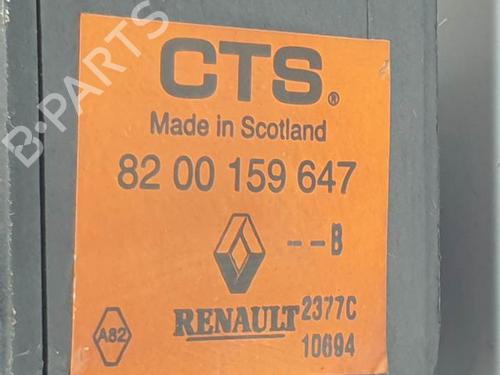 CTS®
Made in Scotland
82 00 159 647
--B
RENAULT 2377C
A82 10694
B-PARTS